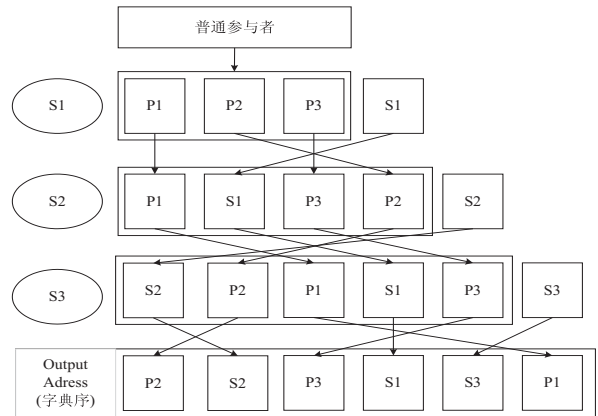 普通参与者
S1 P1 P2 P3 S1
S2 P1 S1 P3 P2 S2
S3 S2 P2 P1 S1 P3 S3
Output
Adress
(字典序)
P2 S2 P3 S1 S3 P1